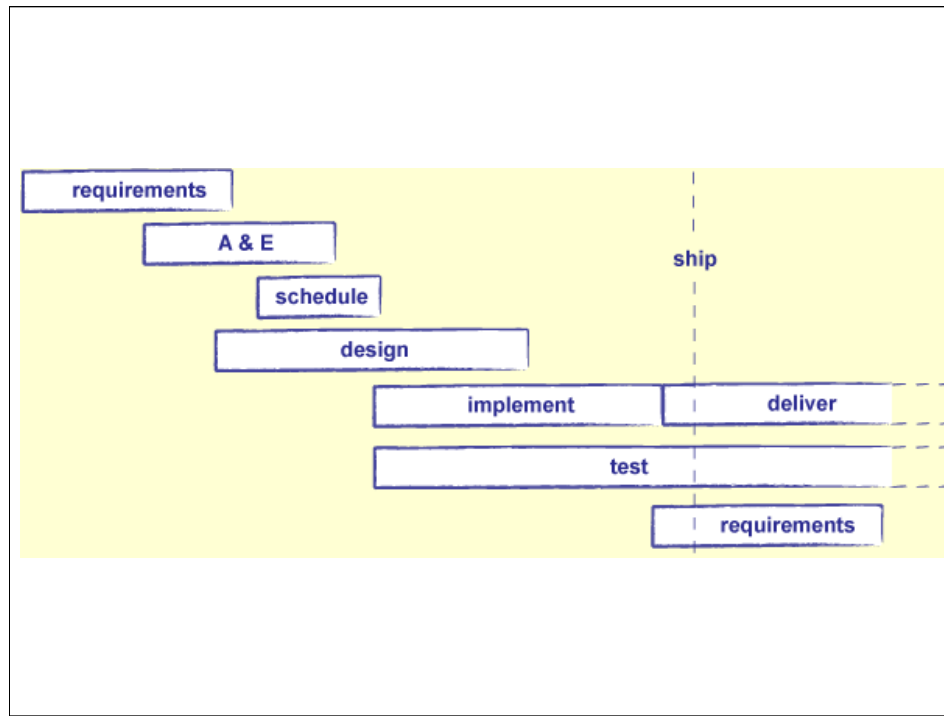 requirements
A & E
ship
schedule
design
implement
deliver
test
requirements